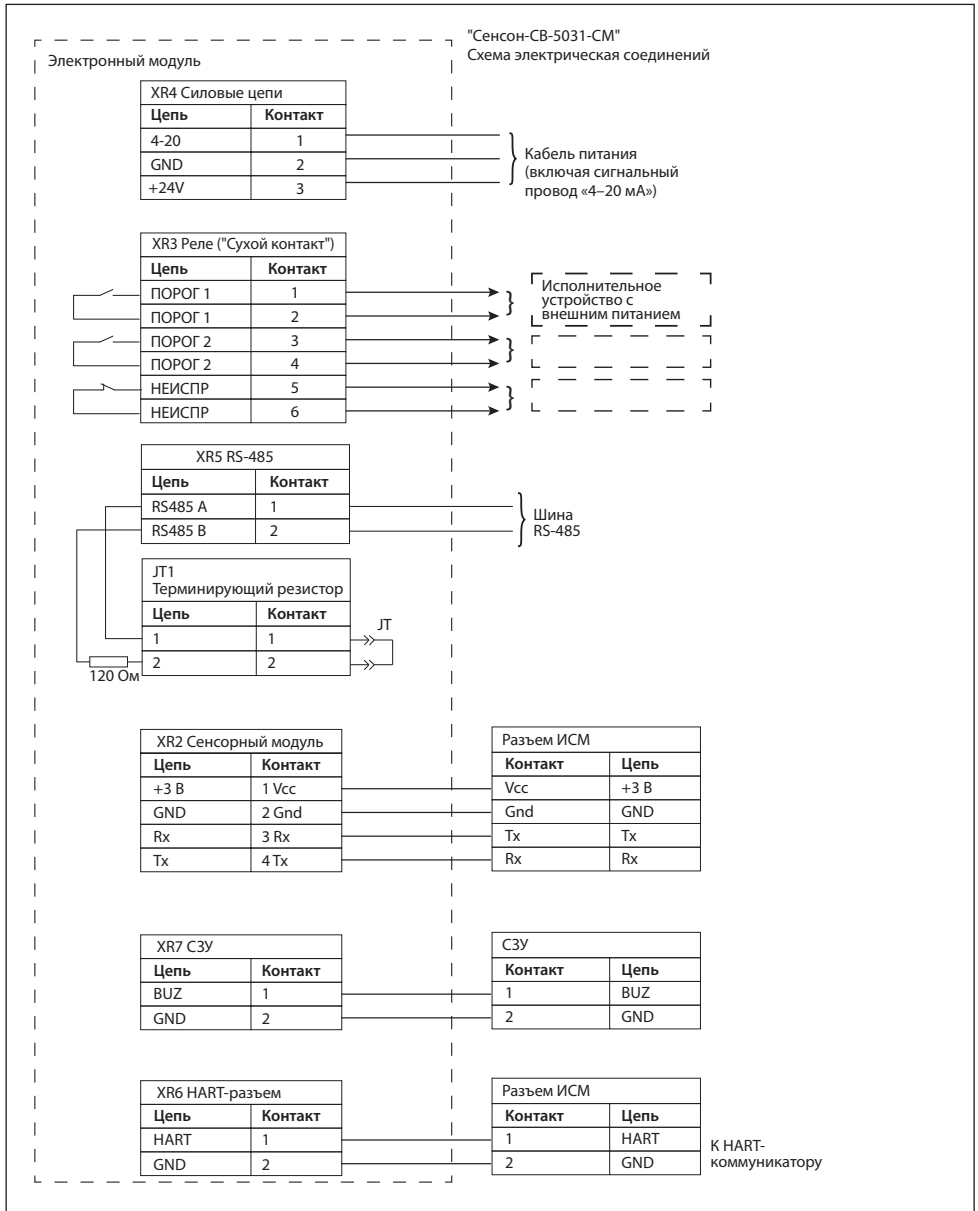 "Сенсон-СВ-5031-СМ"
Схема электрическая соединений
Электронный модуль
XR4 Силовые цепи
Цепь Контакт
4-20 1
GND 2
+24V 3
Кабель питания
(включая сигнальный
провод «4–20 мА»)
XR3 Реле ("Сухой контакт")
Цепь Контакт
ПОРОГ 1 1
ПОРОГ 1 2
ПОРОГ 2 3
ПОРОГ 2 4
НЕИСПР 5
НЕИСПР 6
Исполнительное
устройство с
внешним питанием
XR5 RS-485
Цепь Контакт
RS485 A 1
RS485 B 2
Шина
RS-485
JT1
Терминирующий резистор
Цепь Контакт
1 1
2 2
JT
120 Ом
XR2 Сенсорный модуль
Цепь Контакт
+3 В 1 Vcc
GND 2 Gnd
Rx 3 Rx
Tx 4 Tx
Разъем ИСМ
Контакт Цепь
Vcc +3 В
Gnd GND
Tx Tx
Rx Rx
XR7 СЗУ
Цепь Контакт
BUZ 1
GND 2
СЗУ
Контакт Цепь
1 BUZ
2 GND
XR6 HART-разъем
Цепь Контакт
HART 1
GND 2
Разъем ИСМ
Контакт Цепь
1 HART
2 GND
К HART-
коммуникатору